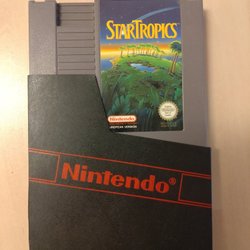 STARTROPICS
Nintendo
EUROPEAN VERSION
Nintendo®